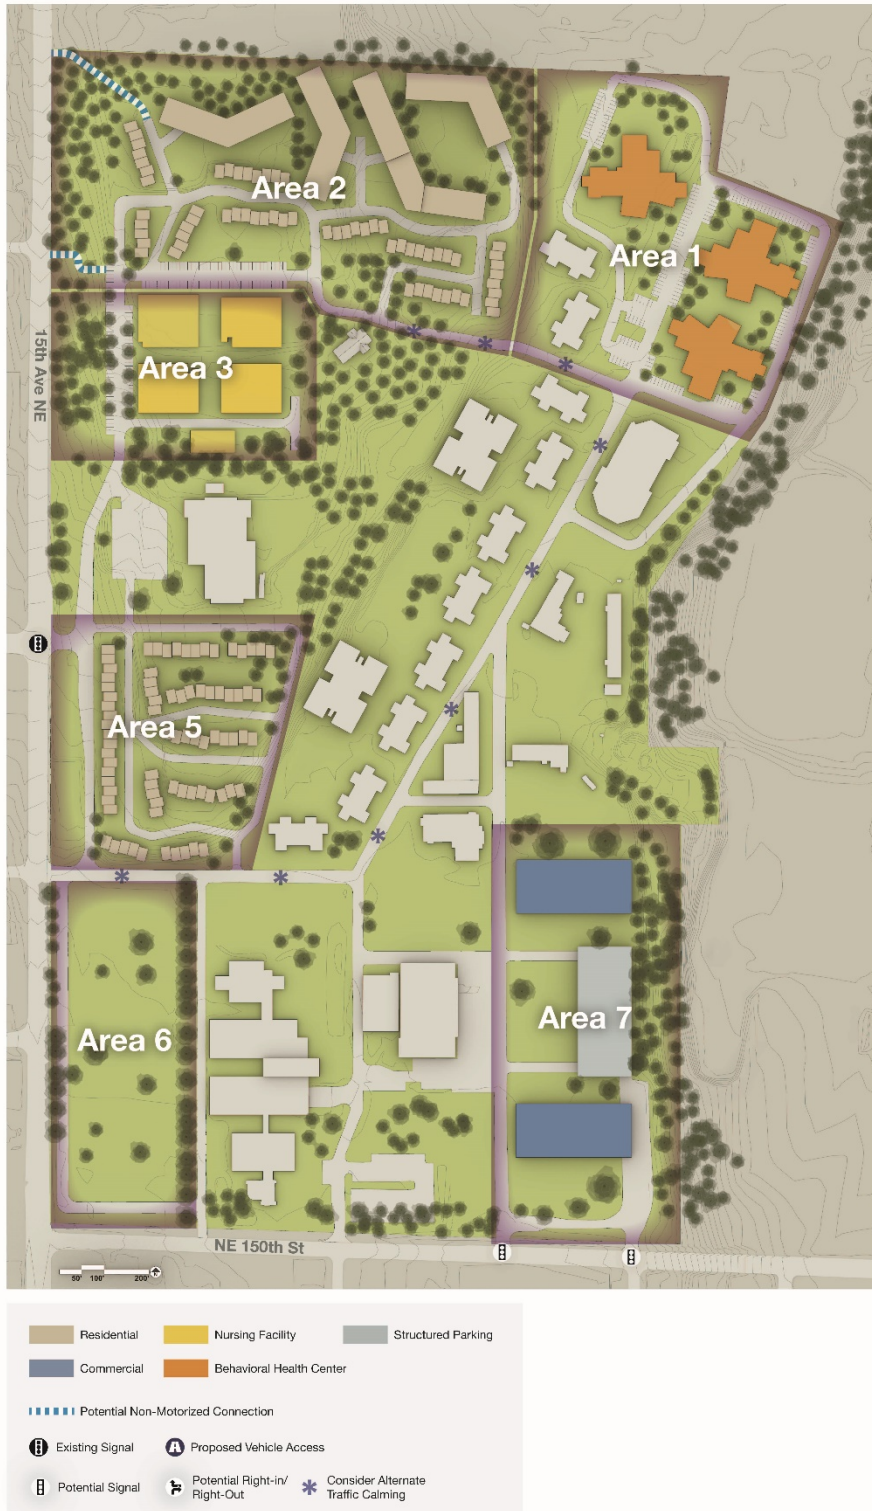 Area 2
Area 1
15th Ave NE
Area 3
Area 5
Area 6
Area 7
NE 150th St
50' 100' 200'
Residential
Nursing Facility
Structured Parking
Commercial
Behavioral Health Center
Potential Non-Motorized Connection
Existing Signal
Proposed Vehicle Access
Potential Signal
Potential Right-in/
Right-Out
Consider Alternate
Traffic Calming